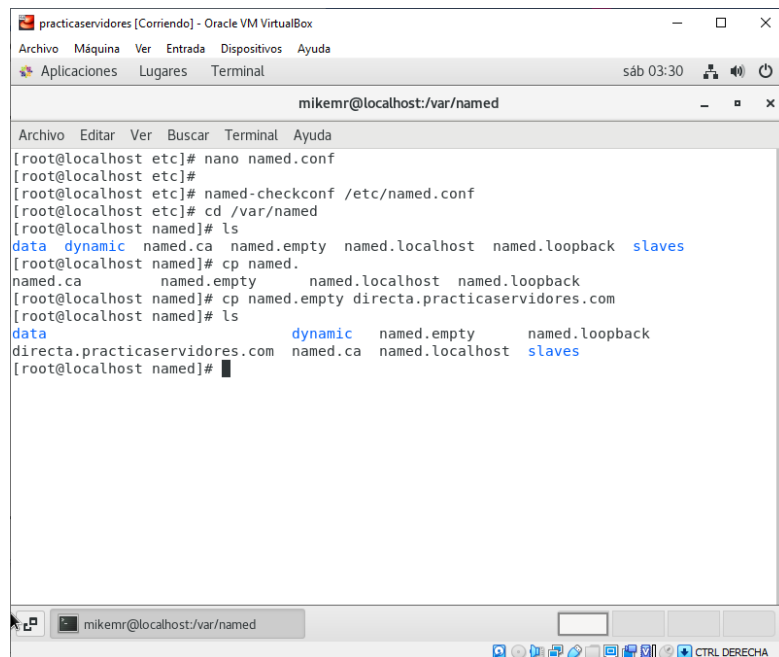 practicaservidores [Corriendo] - Oracle VM VirtualBox
Archivo Máquina Ver Entrada Dispositivos Ayuda
Aplicaciones Lugares Terminal sáb 03:30
mikemr@localhost:/var/named
Archivo Editar Ver Buscar Terminal Ayuda
[root@localhost etc]# nano named.conf
[root@localhost etc]#
[root@localhost etc]# named-checkconf /etc/named.conf
[root@localhost etc]# cd /var/named
[root@localhost named]# ls
data dynamic named.ca named.empty named.localhost named.loopback slaves
[root@localhost named]# cp named.
named.ca named.empty named.localhost named.loopback
[root@localhost named]# cp named.empty directa.practicaservidores.com
[root@localhost named]# ls
data dynamic named.empty named.loopback
directa.practicaservidores.com named.ca named.localhost slaves
[root@localhost named]#
mikemr@localhost:/var/named
CTRL DERECHA